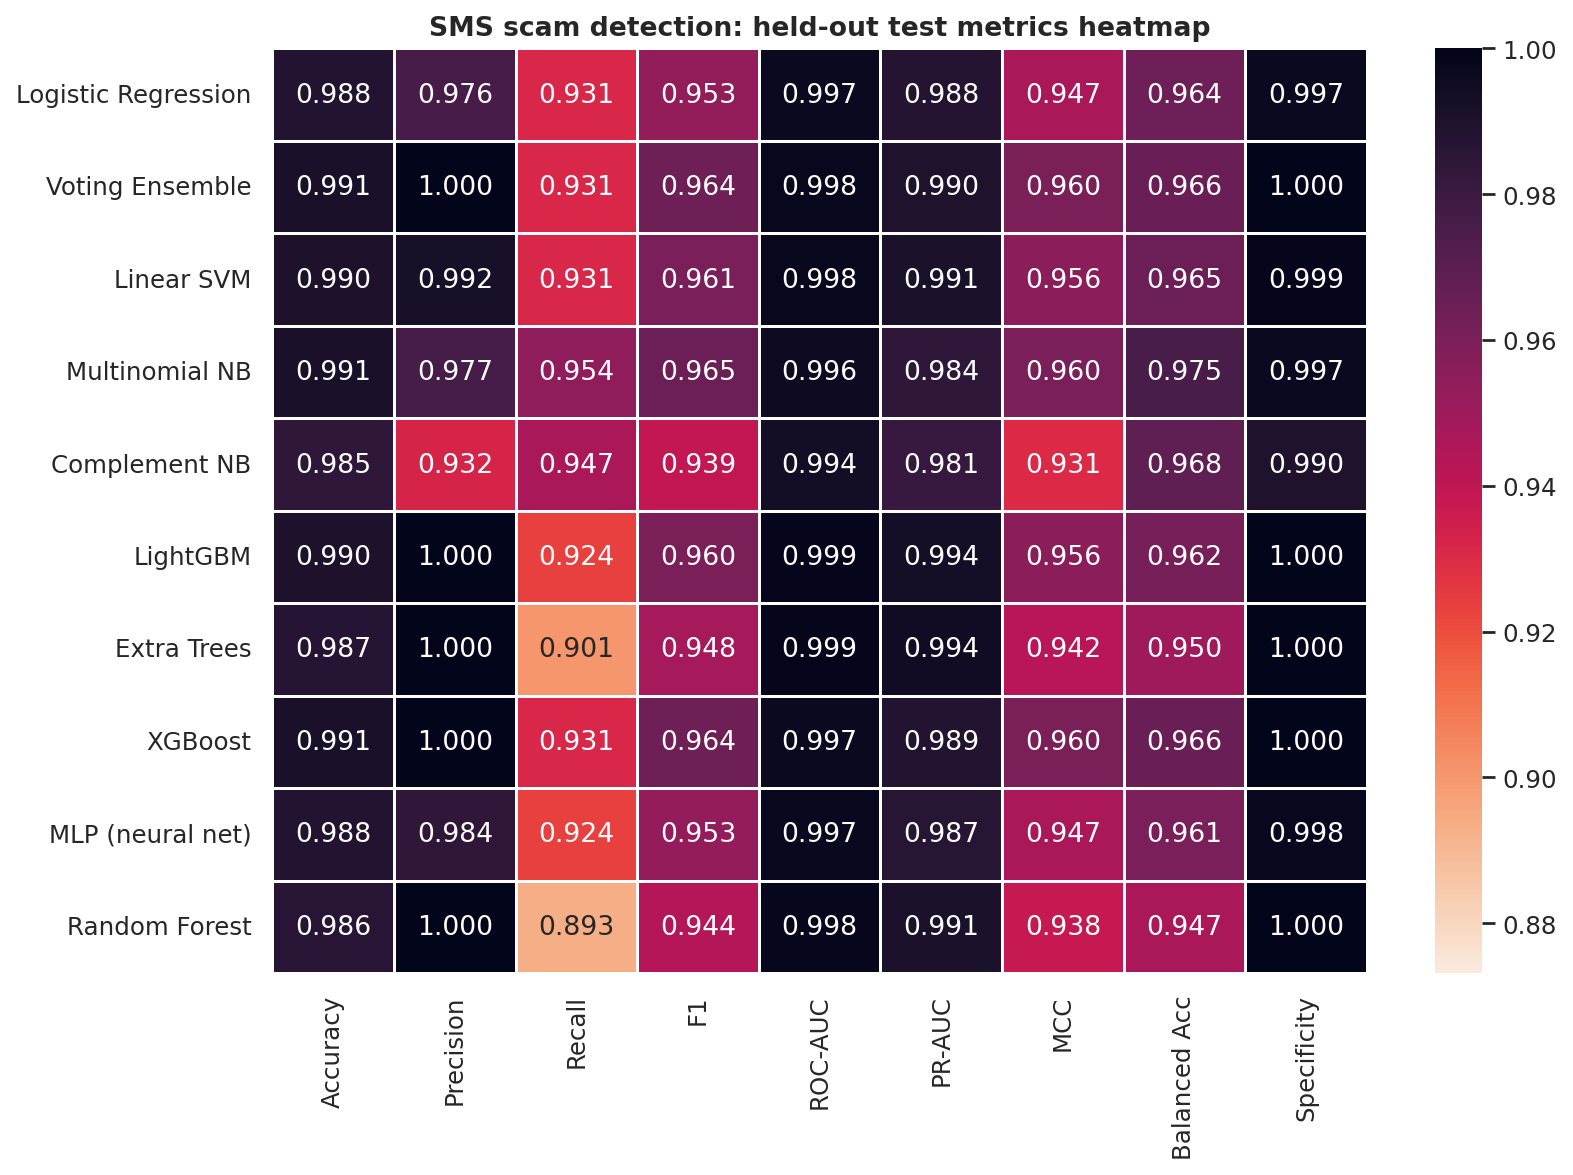 SMS scam detection: held-out test metrics heatmap
Logistic Regression 0.988 0.976 0.931 0.953 0.997 0.988 0.947 0.964 0.997
Voting Ensemble 0.991 1.000 0.931 0.964 0.998 0.990 0.960 0.966 1.000
Linear SVM 0.990 0.992 0.931 0.961 0.998 0.991 0.956 0.965 0.999
Multinomial NB 0.991 0.977 0.954 0.965 0.996 0.984 0.960 0.975 0.997
Complement NB 0.985 0.932 0.947 0.939 0.994 0.981 0.931 0.968 0.990
LightGBM 0.990 1.000 0.924 0.960 0.999 0.994 0.956 0.962 1.000
Extra Trees 0.987 1.000 0.901 0.948 0.999 0.994 0.942 0.950 1.000
XGBoost 0.991 1.000 0.931 0.964 0.997 0.989 0.960 0.966 1.000
MLP (neural net) 0.988 0.984 0.924 0.953 0.997 0.987 0.947 0.961 0.998
Random Forest 0.986 1.000 0.893 0.944 0.998 0.991 0.938 0.947 1.000
Accuracy
Precision
Recall
F1
ROC-AUC
PR-AUC
MCC
Balanced Acc
Specificity
1.00
0.98
0.96
0.94
0.92
0.90
0.88